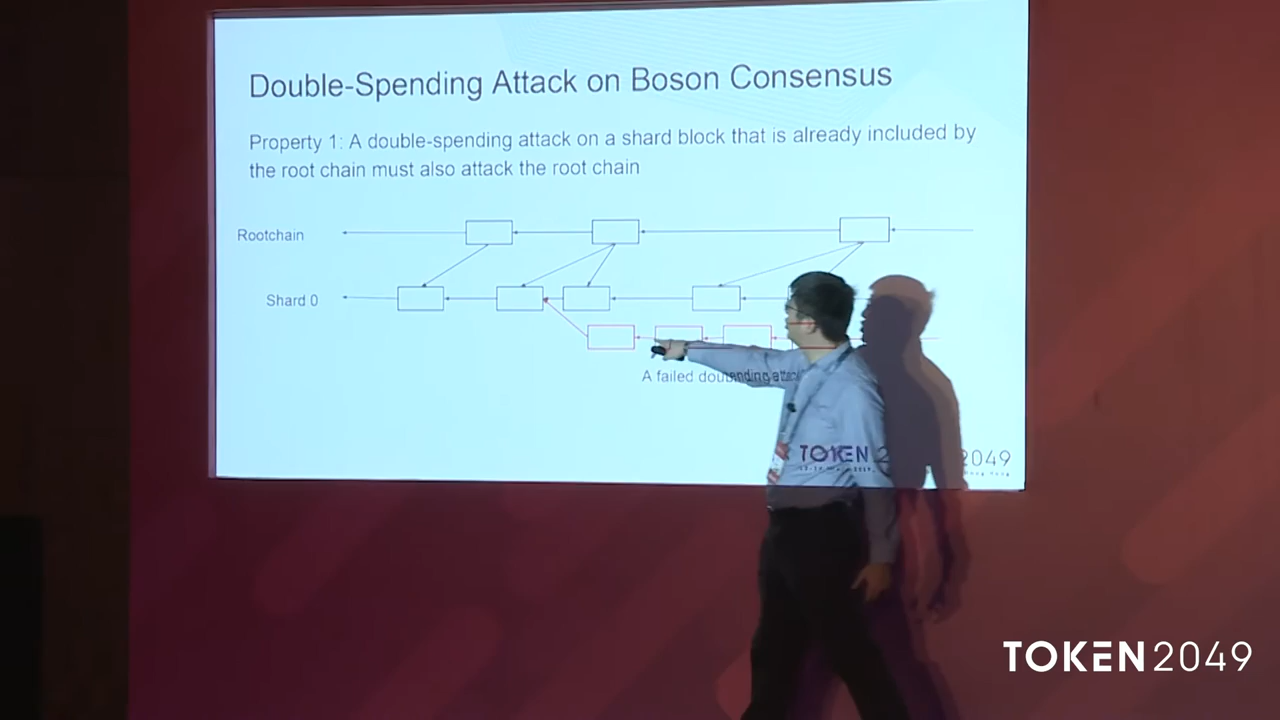 Double-Spending Attack on Boson Consensus
Property 1: A double-spending attack on a shard block that is already included by
the root chain must also attack the root chain
Rootchain
Shard 0
A failed
TOKEN 2
2049
TOKEN2049